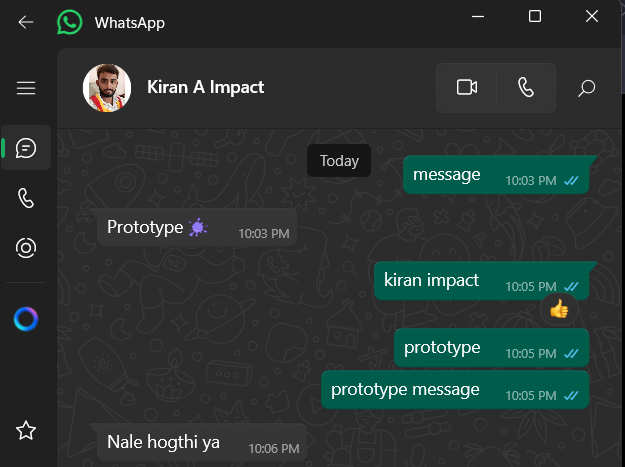 WhatsApp
Kiran A Impact
Today
message 10:03 PM
Prototype 10:03 PM
kiran impact 10:05 PM
👍
prototype 10:05 PM
prototype message 10:05 PM
Nale hogthi ya 10:06 PM